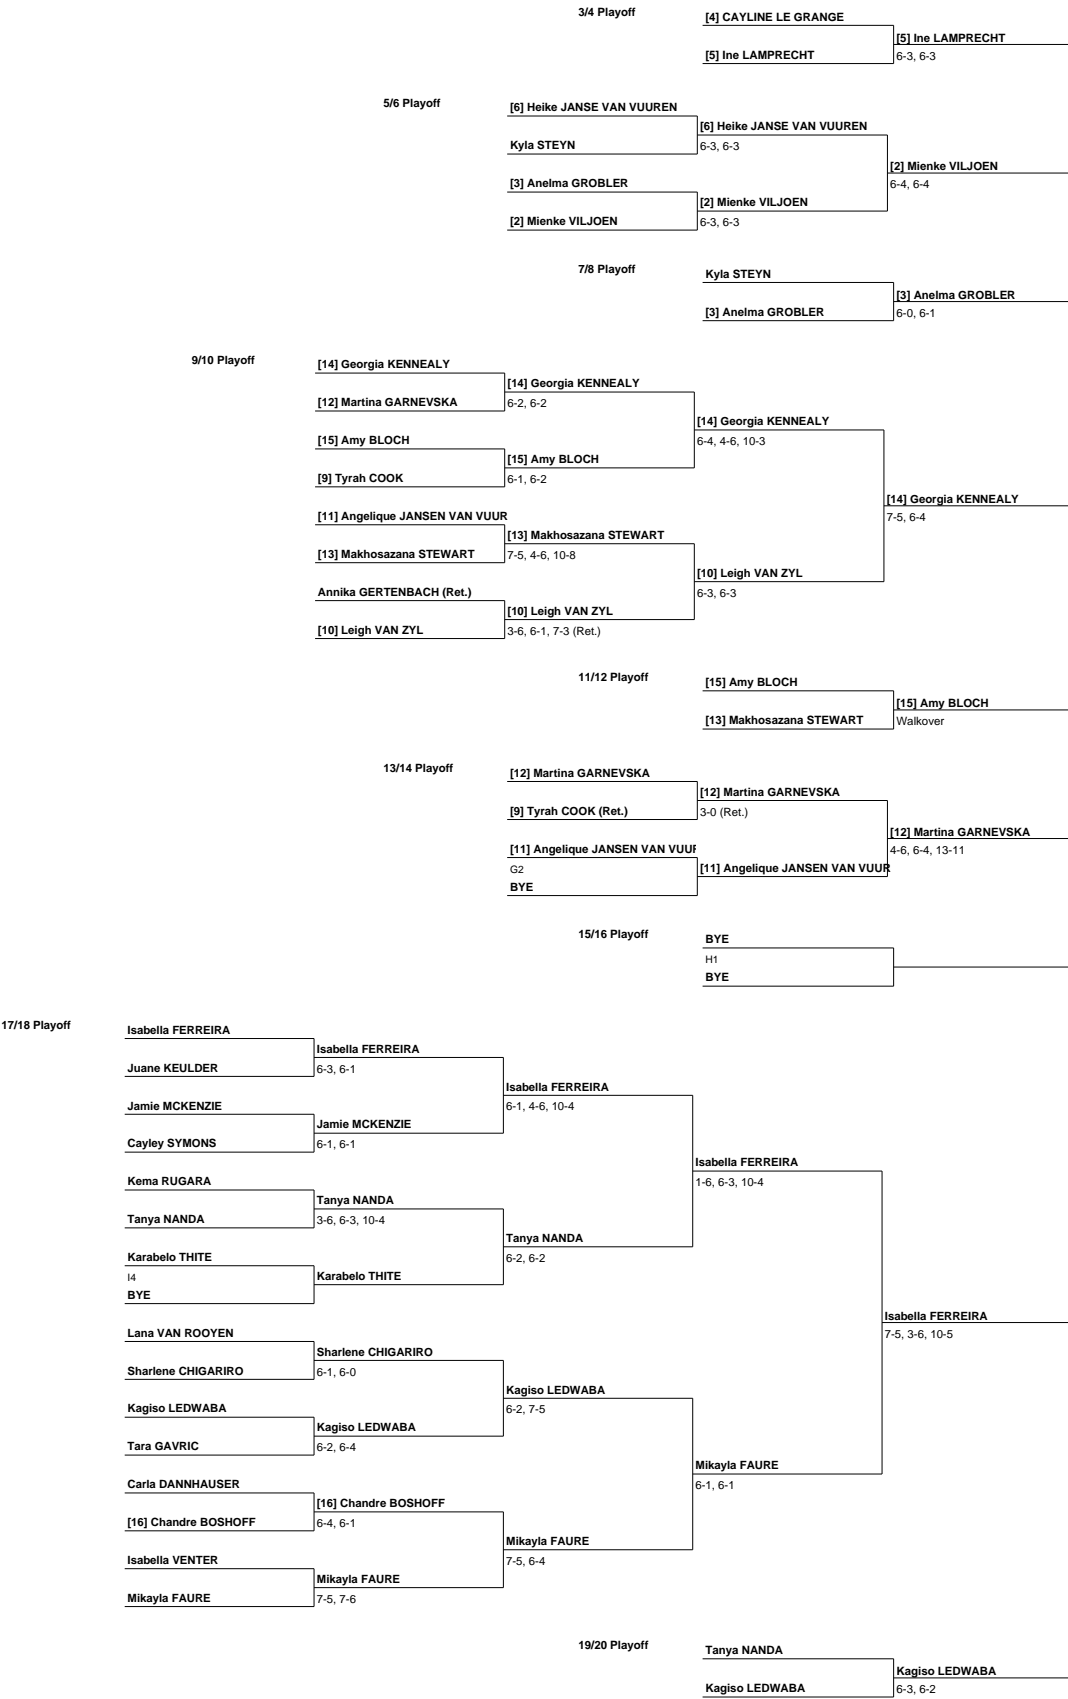 3/4 Playoff
[4] CAYLINE LE GRANGE
[5] Ine LAMPRECHT
[5] Ine LAMPRECHT
6-3, 6-3
5/6 Playoff
[6] Heike JANSE VAN VUUREN
[6] Heike JANSE VAN VUUREN
Kyla STEYN
6-3, 6-3
[2] Mienke VILJOEN
[3] Anelma GROBLER
6-4, 6-4
[2] Mienke VILJOEN
[2] Mienke VILJOEN
6-3, 6-3
7/8 Playoff
Kyla STEYN
[3] Anelma GROBLER
[3] Anelma GROBLER
6-0, 6-1
9/10 Playoff
[14] Georgia KENNEALY
[14] Georgia KENNEALY
[12] Martina GARNEVSKA
6-2, 6-2
[14] Georgia KENNEALY
[15] Amy BLOCH
6-4, 4-6, 10-3
[15] Amy BLOCH
[9] Tyrah COOK
6-1, 6-2
[14] Georgia KENNEALY
[11] Angelique JANSEN VAN VUUR
7-5, 6-4
[13] Makhosazana STEWART
[13] Makhosazana STEWART
7-5, 4-6, 10-8
[10] Leigh VAN ZYL
Annika GERTENBACH (Ret.)
6-3, 6-3
[10] Leigh VAN ZYL
[10] Leigh VAN ZYL
3-6, 6-1, 7-3 (Ret.)
11/12 Playoff
[15] Amy BLOCH
[15] Amy BLOCH
[13] Makhosazana STEWART
Walkover
13/14 Playoff
[12] Martina GARNEVSKA
[12] Martina GARNEVSKA
[9] Tyrah COOK (Ret.)
3-0 (Ret.)
[12] Martina GARNEVSKA
[11] Angelique JANSEN VAN VUUR
4-6, 6-4, 13-11
G2
[11] Angelique JANSEN VAN VUUR
BYE
15/16 Playoff
BYE
H1
BYE
17/18 Playoff
Isabella FERREIRA
Isabella FERREIRA
Juane KEULDER
6-3, 6-1
Isabella FERREIRA
Jamie MCKENZIE
6-1, 4-6, 10-4
Jamie MCKENZIE
Cayley SYMONS
6-1, 6-1
Isabella FERREIRA
Kema RUGARA
1-6, 6-3, 10-4
Tanya NANDA
Tanya NANDA
3-6, 6-3, 10-4
Tanya NANDA
Karabelo THITE
6-2, 6-2
I4
Karabelo THITE
BYE
Isabella FERREIRA
Lana VAN ROOYEN
7-5, 3-6, 10-5
Sharlene CHIGARIRO
Sharlene CHIGARIRO
6-1, 6-0
Kagiso LEDWABA
Kagiso LEDWABA
6-2, 7-5
Kagiso LEDWABA
Tara GAVRIC
6-2, 6-4
Mikayla FAURE
Carla DANNHAUSER
6-1, 6-1
[16] Chandre BOSHOFF
[16] Chandre BOSHOFF
6-4, 6-1
Mikayla FAURE
Isabella VENTER
7-5, 6-4
Mikayla FAURE
Mikayla FAURE
7-5, 7-6
19/20 Playoff
Tanya NANDA
Kagiso LEDWABA
Kagiso LEDWABA
6-3, 6-2